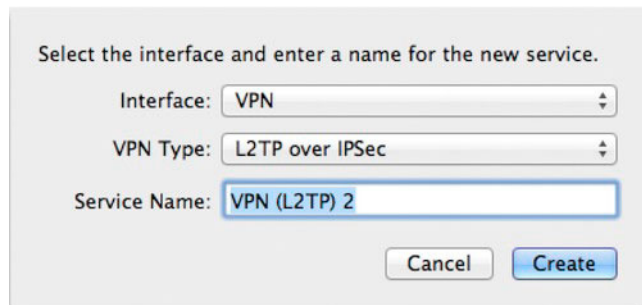 Select the interface and enter a name for the new service.
Interface: VPN
VPN Type: L2TP over IPSec
Service Name: VPN (L2TP) 2
Cancel Create